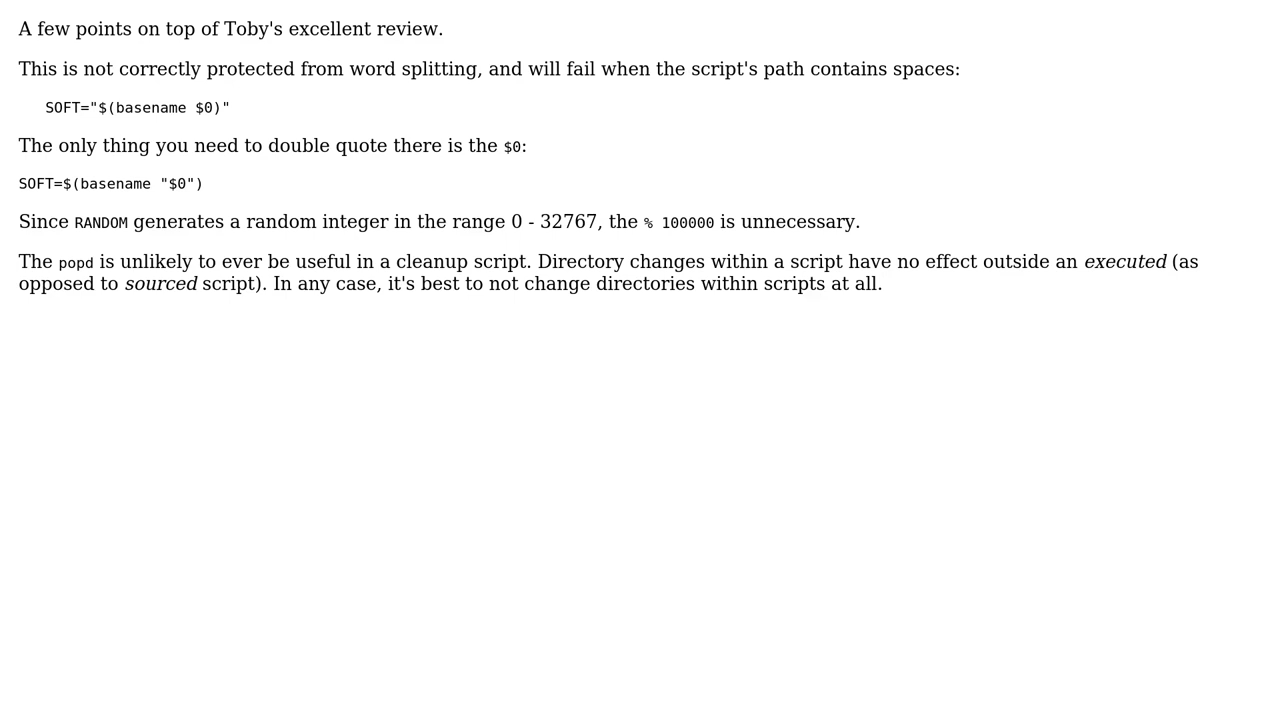 A few points on top of Toby's excellent review.
This is not correctly protected from word splitting, and will fail when the script's path contains spaces:
SOFT="$(basename $0)"
The only thing you need to double quote there is the $0:
SOFT=$(basename "$0")
Since RANDOM generates a random integer in the range 0 - 32767, the % 100000 is unnecessary.
The popd is unlikely to ever be useful in a cleanup script. Directory changes within a script have no effect outside an executed (as
opposed to sourced script). In any case, it's best to not change directories within scripts at all.